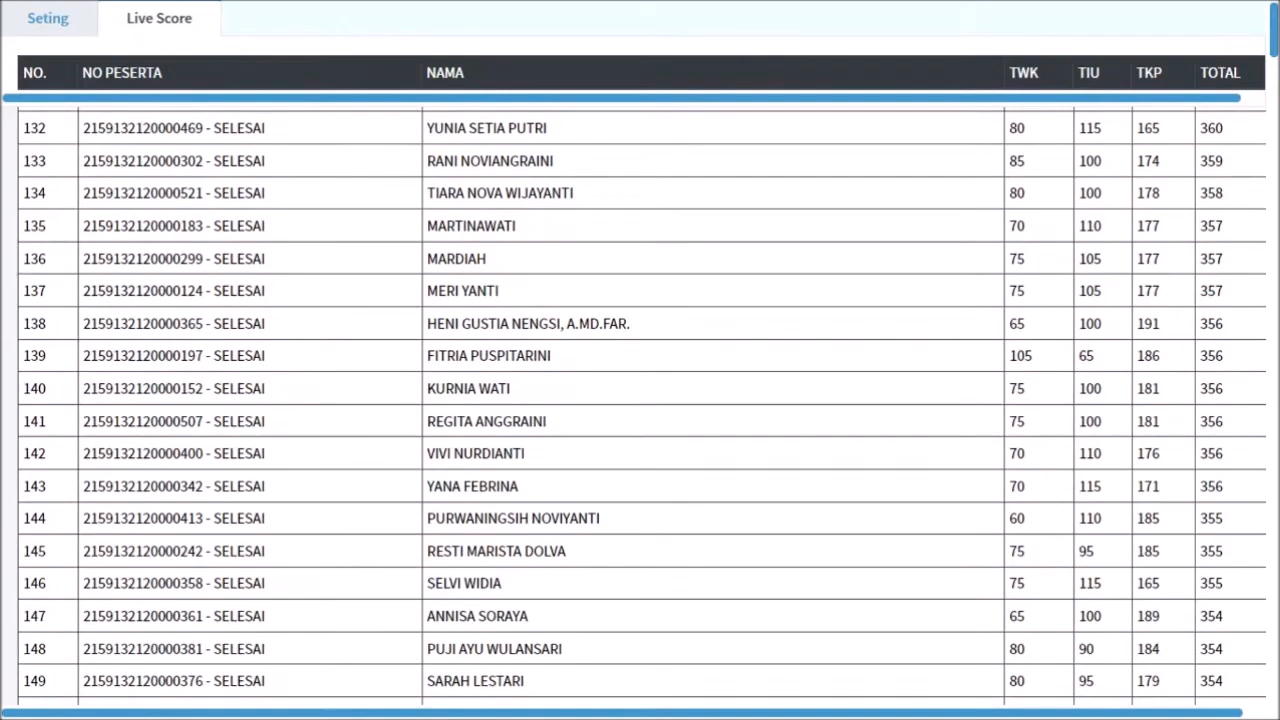 Seting Live Score
NO. NO PESERTA NAMA TWK TIU TKP TOTAL
132 2159132120000469 - SELESAI YUNIA SETIA PUTRI 80 115 165 360
133 2159132120000302 - SELESAI RANI NOVIANGRAINI 85 100 174 359
134 2159132120000521 - SELESAI TIARA NOVA WIJAYANTI 80 100 178 358
135 2159132120000183 - SELESAI MARTINAWATI 70 110 177 357
136 2159132120000299 - SELESAI MARDIAH 75 105 177 357
137 2159132120000124 - SELESAI MERI YANTI 75 105 177 357
138 2159132120000365 - SELESAI HENI GUSTIA NENGSI, A.MD.FAR. 65 100 191 356
139 2159132120000197 - SELESAI FITRIA PUSPITARINI 105 65 186 356
140 2159132120000152 - SELESAI KURNIA WATI 75 100 181 356
141 2159132120000507 - SELESAI REGITA ANGGRAINI 75 100 181 356
142 2159132120000400 - SELESAI VIVI NURDIANTI 70 110 176 356
143 2159132120000342 - SELESAI YANA FEBRINA 70 115 171 356
144 2159132120000413 - SELESAI PURWANINGSIH NOVIYANTI 60 110 185 355
145 2159132120000242 - SELESAI RESTI MARISTA DOLVA 75 95 185 355
146 2159132120000358 - SELESAI SELVI WIDIA 75 115 165 355
147 2159132120000361 - SELESAI ANNISA SORAYA 65 100 189 354
148 2159132120000381 - SELESAI PUJI AYU WULANSARI 80 90 184 354
149 2159132120000376 - SELESAI SARAH LESTARI 80 95 179 354